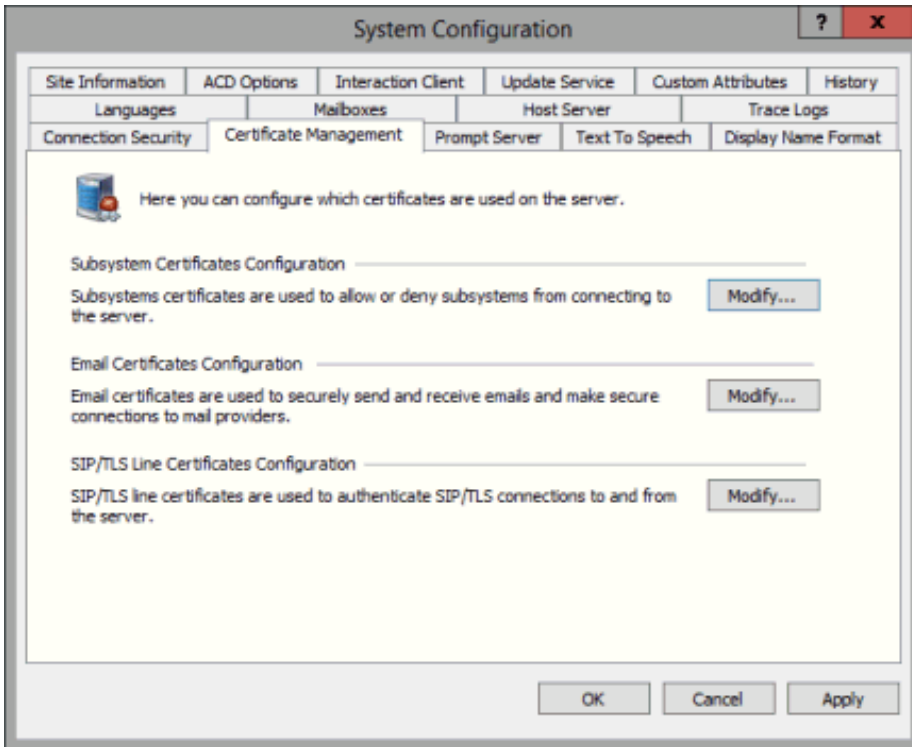 System Configuration
? x
Site Information ACD Options Interaction Client Update Service Custom Attributes History
Languages Mailboxes Host Server Trace Logs
Connection Security Certificate Management Prompt Server Text To Speech Display Name Format
Here you can configure which certificates are used on the server.
Subsystem Certificates Configuration
Subsystems certificates are used to allow or deny subsystems from connecting to
the server.
Modify...
Email Certificates Configuration
Email certificates are used to securely send and receive emails and make secure
connections to mail providers.
Modify...
SIP/TLS Line Certificates Configuration
SIP/TLS line certificates are used to authenticate SIP/TLS connections to and from
the server.
Modify...
OK Cancel Apply